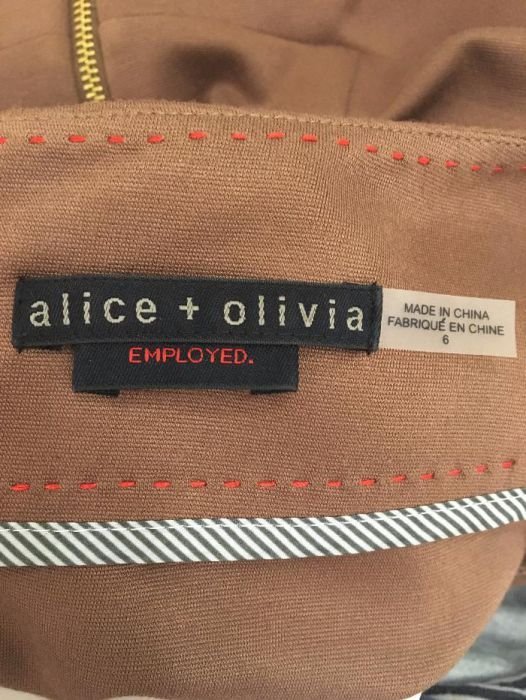 alice + olivia
EMPLOYED.
MADE IN CHINA
FABRIQUÉ EN CHINE
6